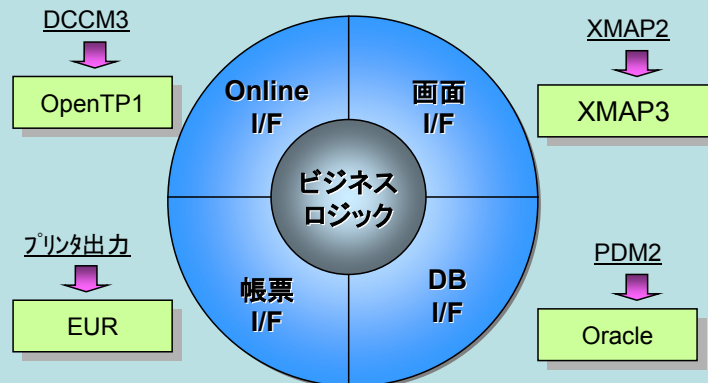 DCCM3
OpenTP1
XMAP2
XMAP3
Online
I/F
画面
I/F
ビジネス
ロジック
帳票
I/F
DB
I/F
ﾌﾟﾘﾝﾀ出力
EUR
PDM2
Oracle